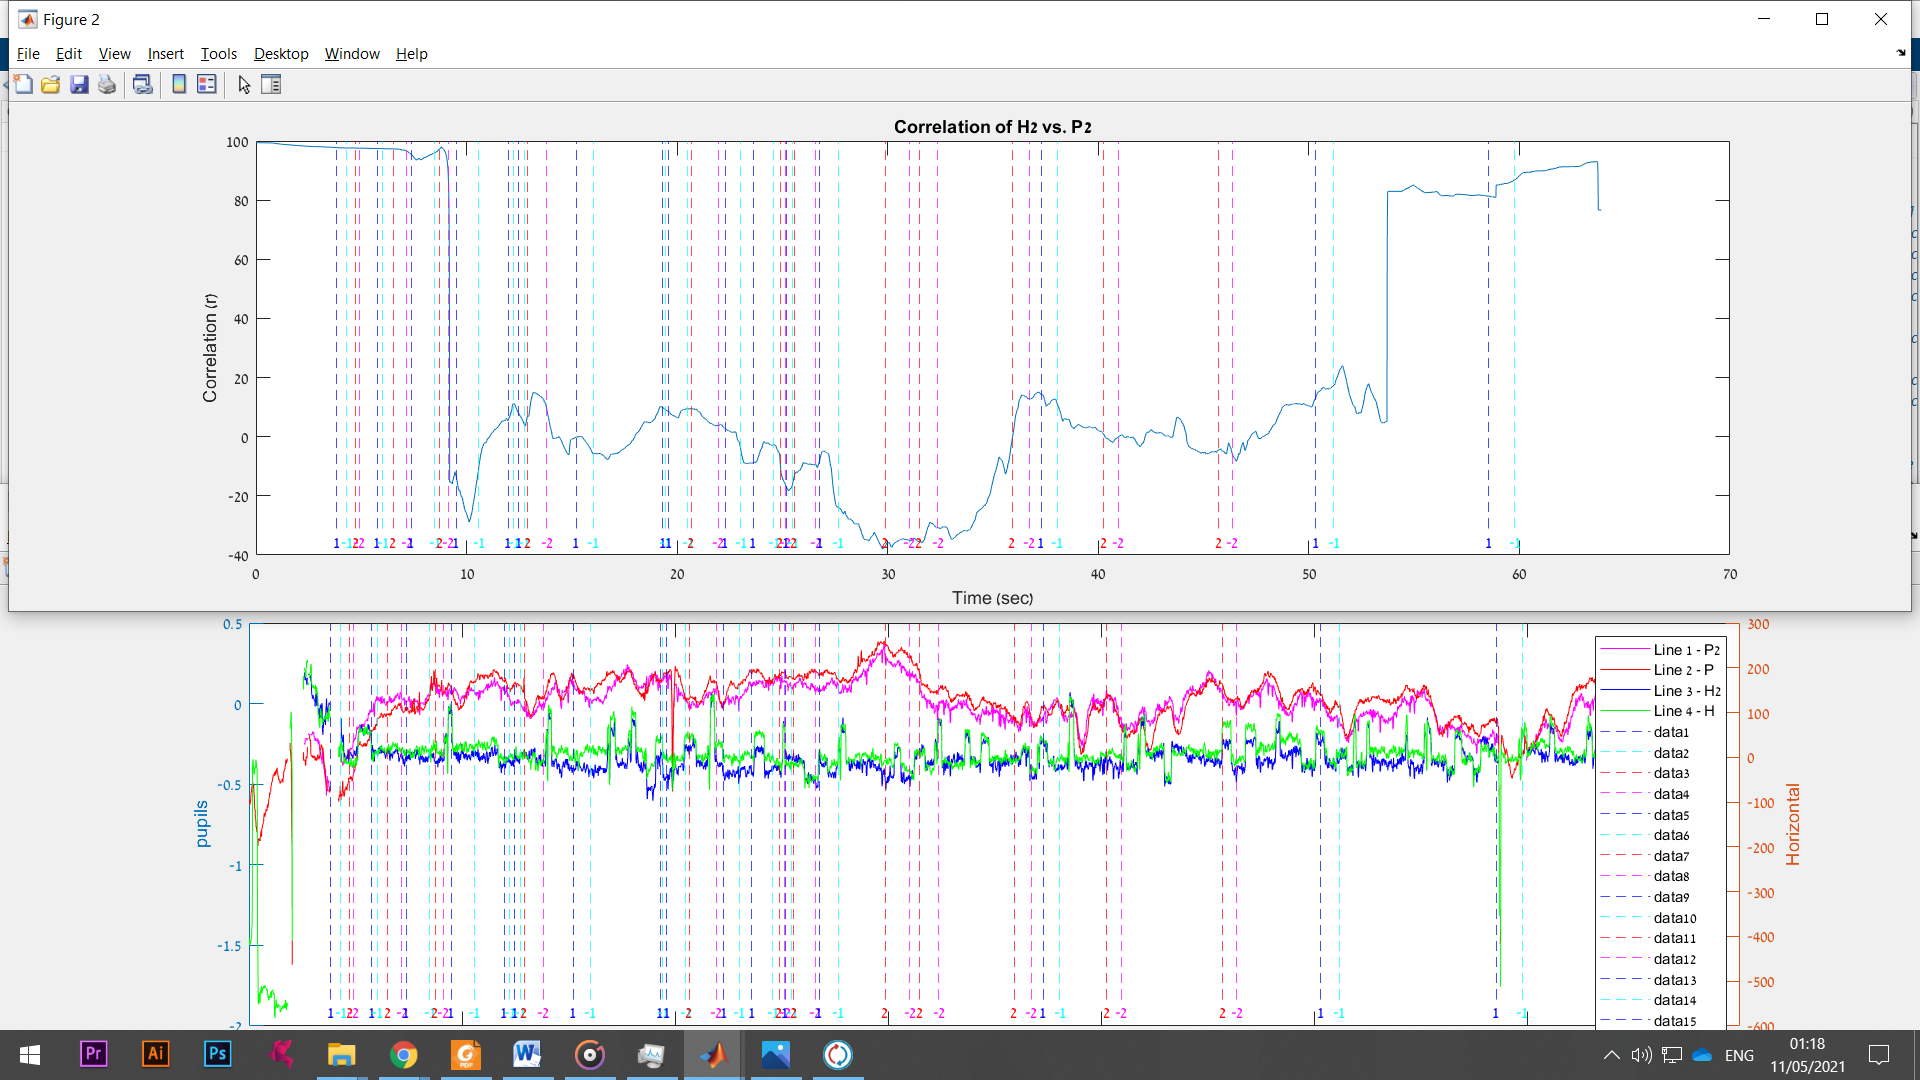 Figure 2
File Edit View Insert Tools Desktop Window Help
Correlation of H2 vs. P2
Correlation (r)
100
80
60
40
20
0
-20
-40
0 10 20 30 40 50 60 70
Time (sec)
pupils
0.5
0
-0.5
-1
-1.5
-2
Horizontal
300
200
100
0
-100
-200
-300
-400
-500
-600
Line 1 - P2
Line 2 - P
Line 3 - H2
Line 4 - H
data1
data2
data3
data4
data5
data6
data7
data8
data9
data10
data11
data12
data13
data14
data15
Pr Ai Ps
PDF
ENG
01:18
11/05/2021